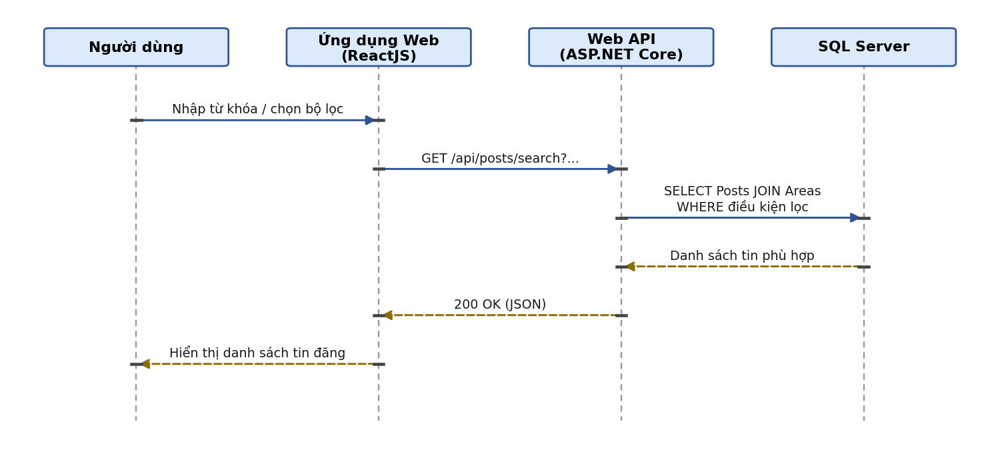 Người dùng
Ứng dụng Web
(ReactJS)
Web API
(ASP.NET Core)
SQL Server
Nhập từ khóa / chọn bộ lọc
GET /api/posts/search?...
SELECT Posts JOIN Areas
WHERE điều kiện lọc
Danh sách tin phù hợp
200 OK (JSON)
Hiển thị danh sách tin đăng